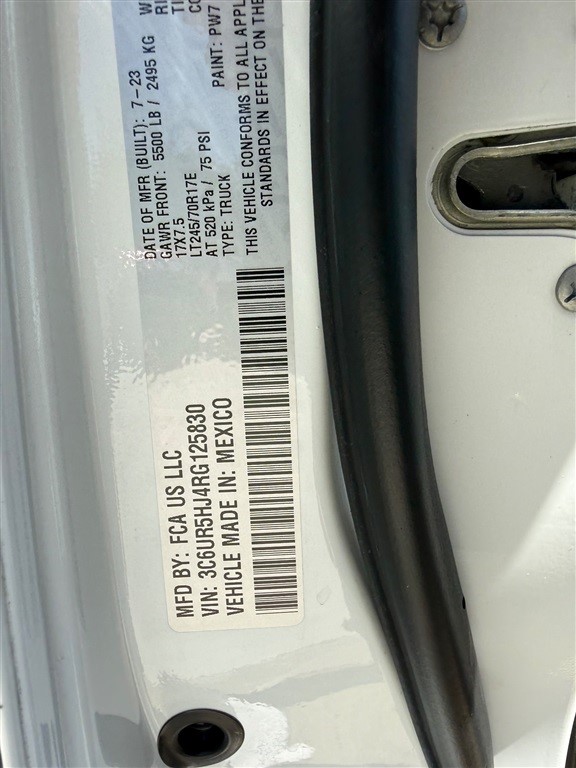 MFD BY: FCA US LLC
DATE OF MFR (BUILT): 7-23
GAWR FRONT: 5500 LB / 2495 KG
17X7.5
LT245/70R17E
AT 520 kPa / 75 PSI
TYPE: TRUCK
PAINT: PW7
THIS VEHICLE CONFORMS TO ALL APPL
STANDARDS IN EFFECT ON THE
VIN: 3C6UR5HJ4RG125830
VEHICLE MADE IN: MEXICO